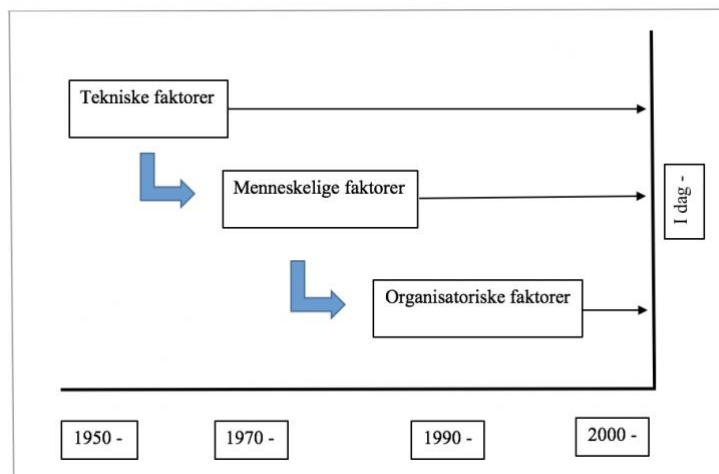 Tekniske faktorer
Menneskelige faktorer
I dag -
Organisatoriske faktorer
1950 -
1970 -
1990 -
2000 -